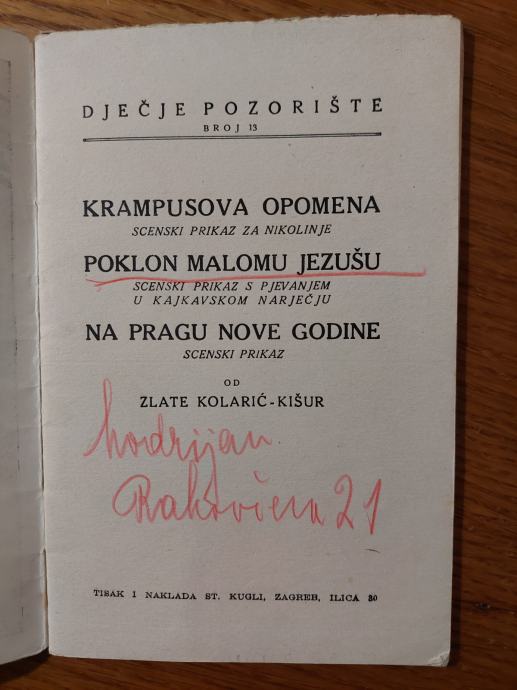 DJEČJE POZORIŠTE
BROJ 13
KRAMPUSOVA OPOMENA
SCENSKI PRIKAZ ZA NIKOLINJE
POKLON MALOMU JEZUŠU
SCENSKI PRIKAZ S PJEVANJEM
U KAJKAVSKOM NARJEČJU
NA PRAGU NOVE GODINE
SCENSKI PRIKAZ
OD
ZLATE KOLARIĆ-KIŠUR
21
TISAK I NAKLADA ST. KUGLI, ZAGREB, ILICA 30